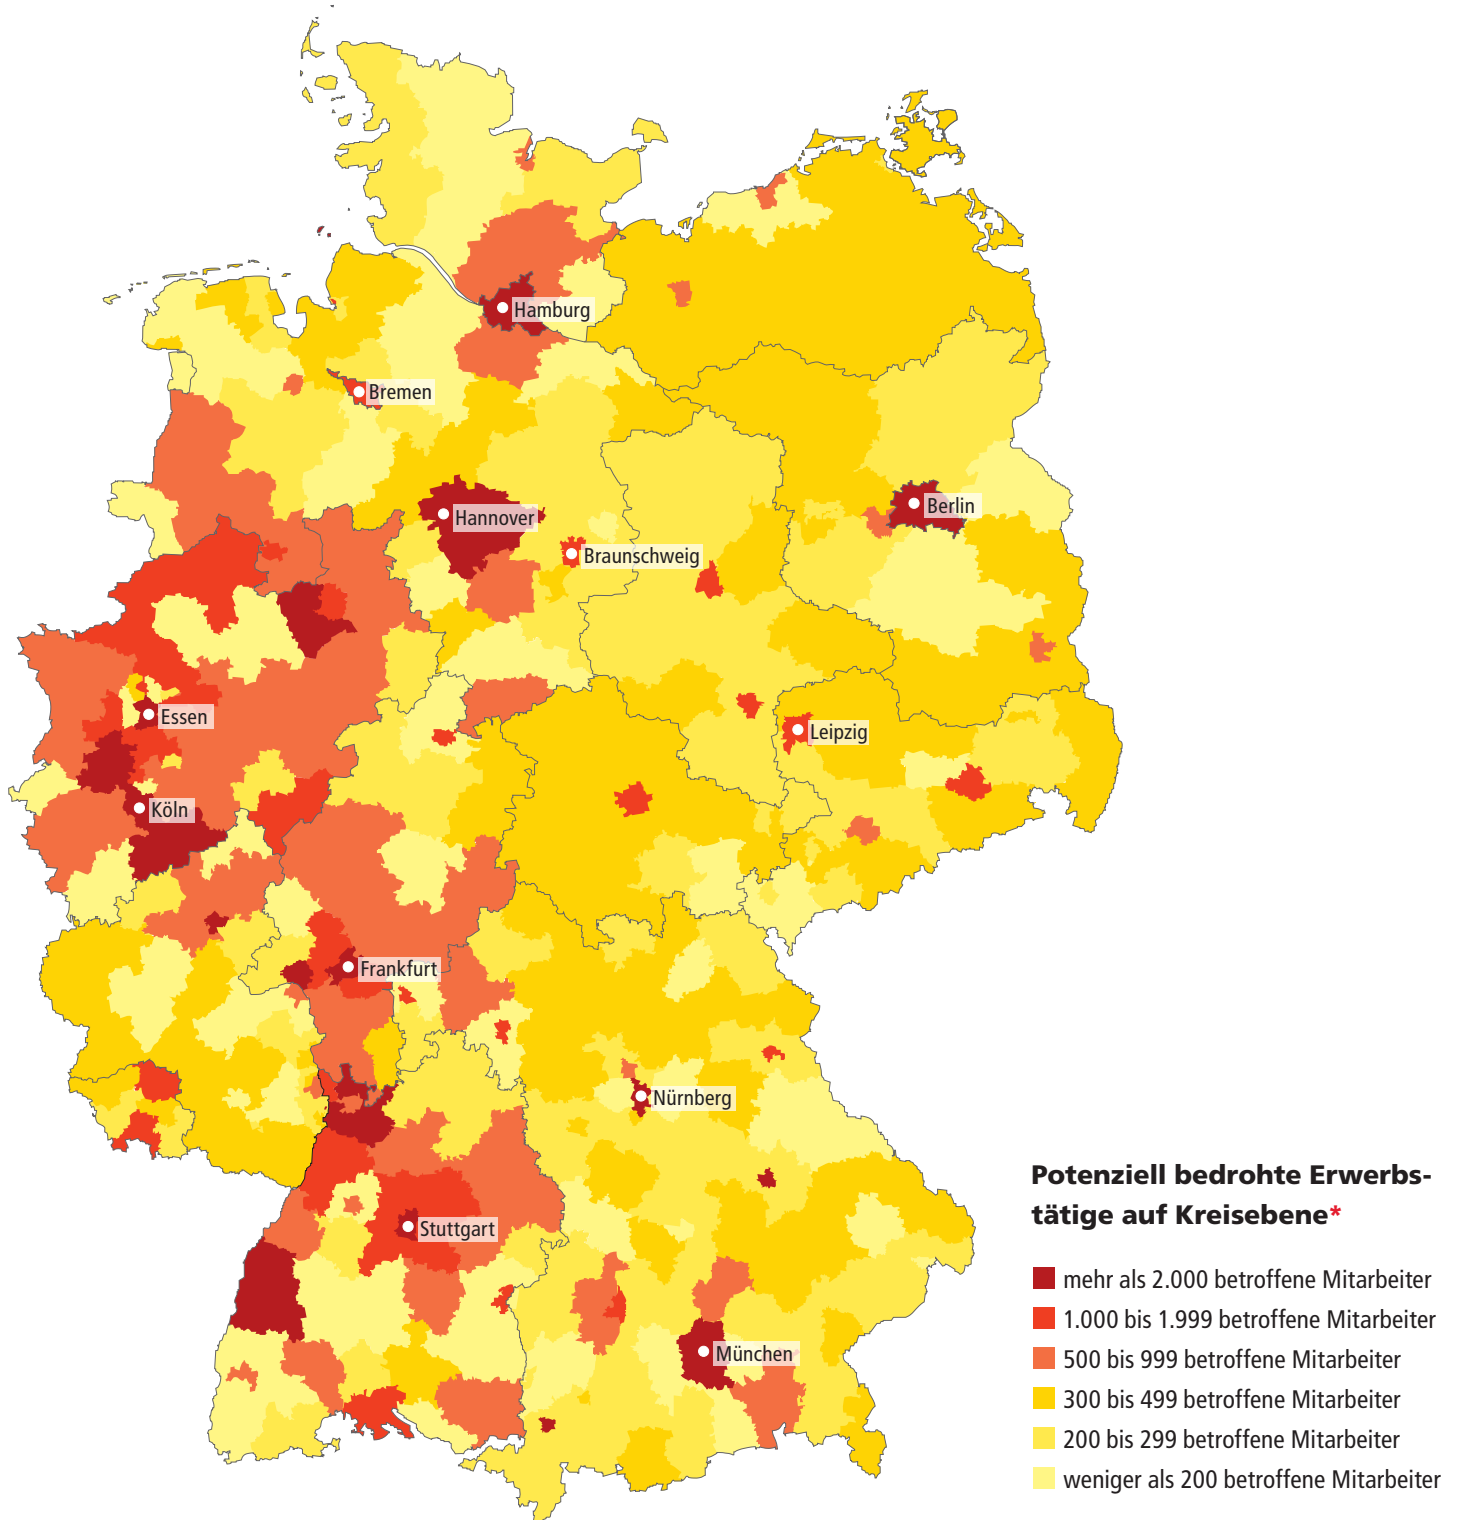 Hamburg
Bremen
Hannover
Berlin
Braunschweig
Essen
Leipzig
Köln
Frankfurt
Nürnberg
Stuttgart
München
Potenziell bedrohte Erwerbs-
tätige auf Kreisebene*
mehr als 2.000 betroffene Mitarbeiter
1.000 bis 1.999 betroffene Mitarbeiter
500 bis 999 betroffene Mitarbeiter
300 bis 499 betroffene Mitarbeiter
200 bis 299 betroffene Mitarbeiter
weniger als 200 betroffene Mitarbeiter